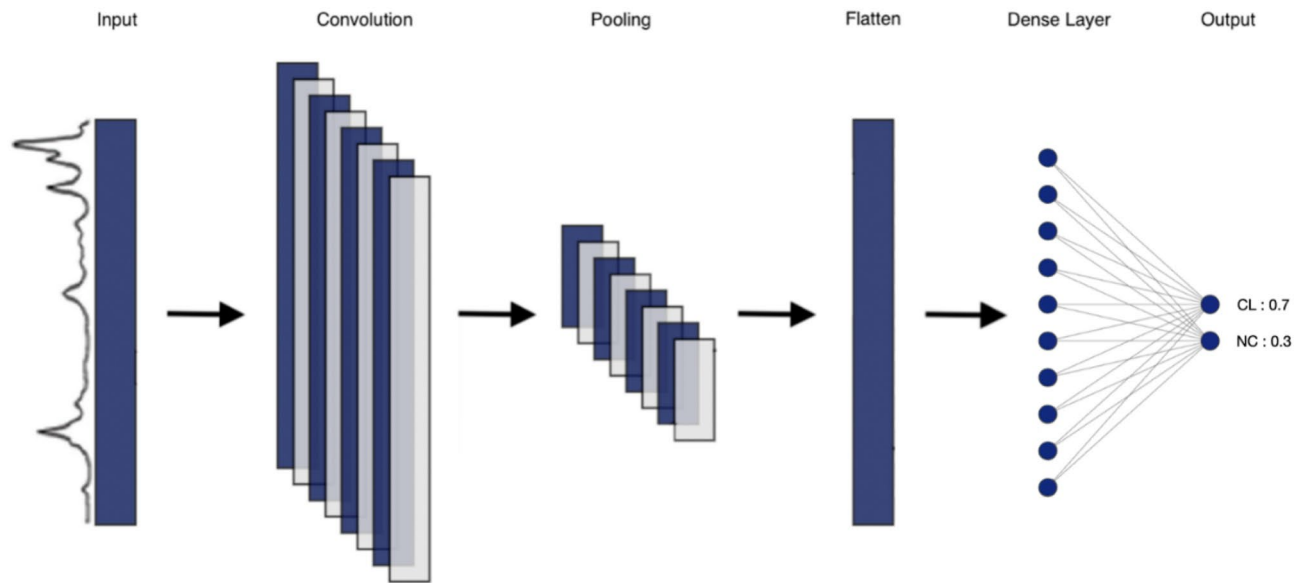 Input
Convolution
Pooling
Flatten
Dense Layer
Output
CL : 0.7
NC : 0.3